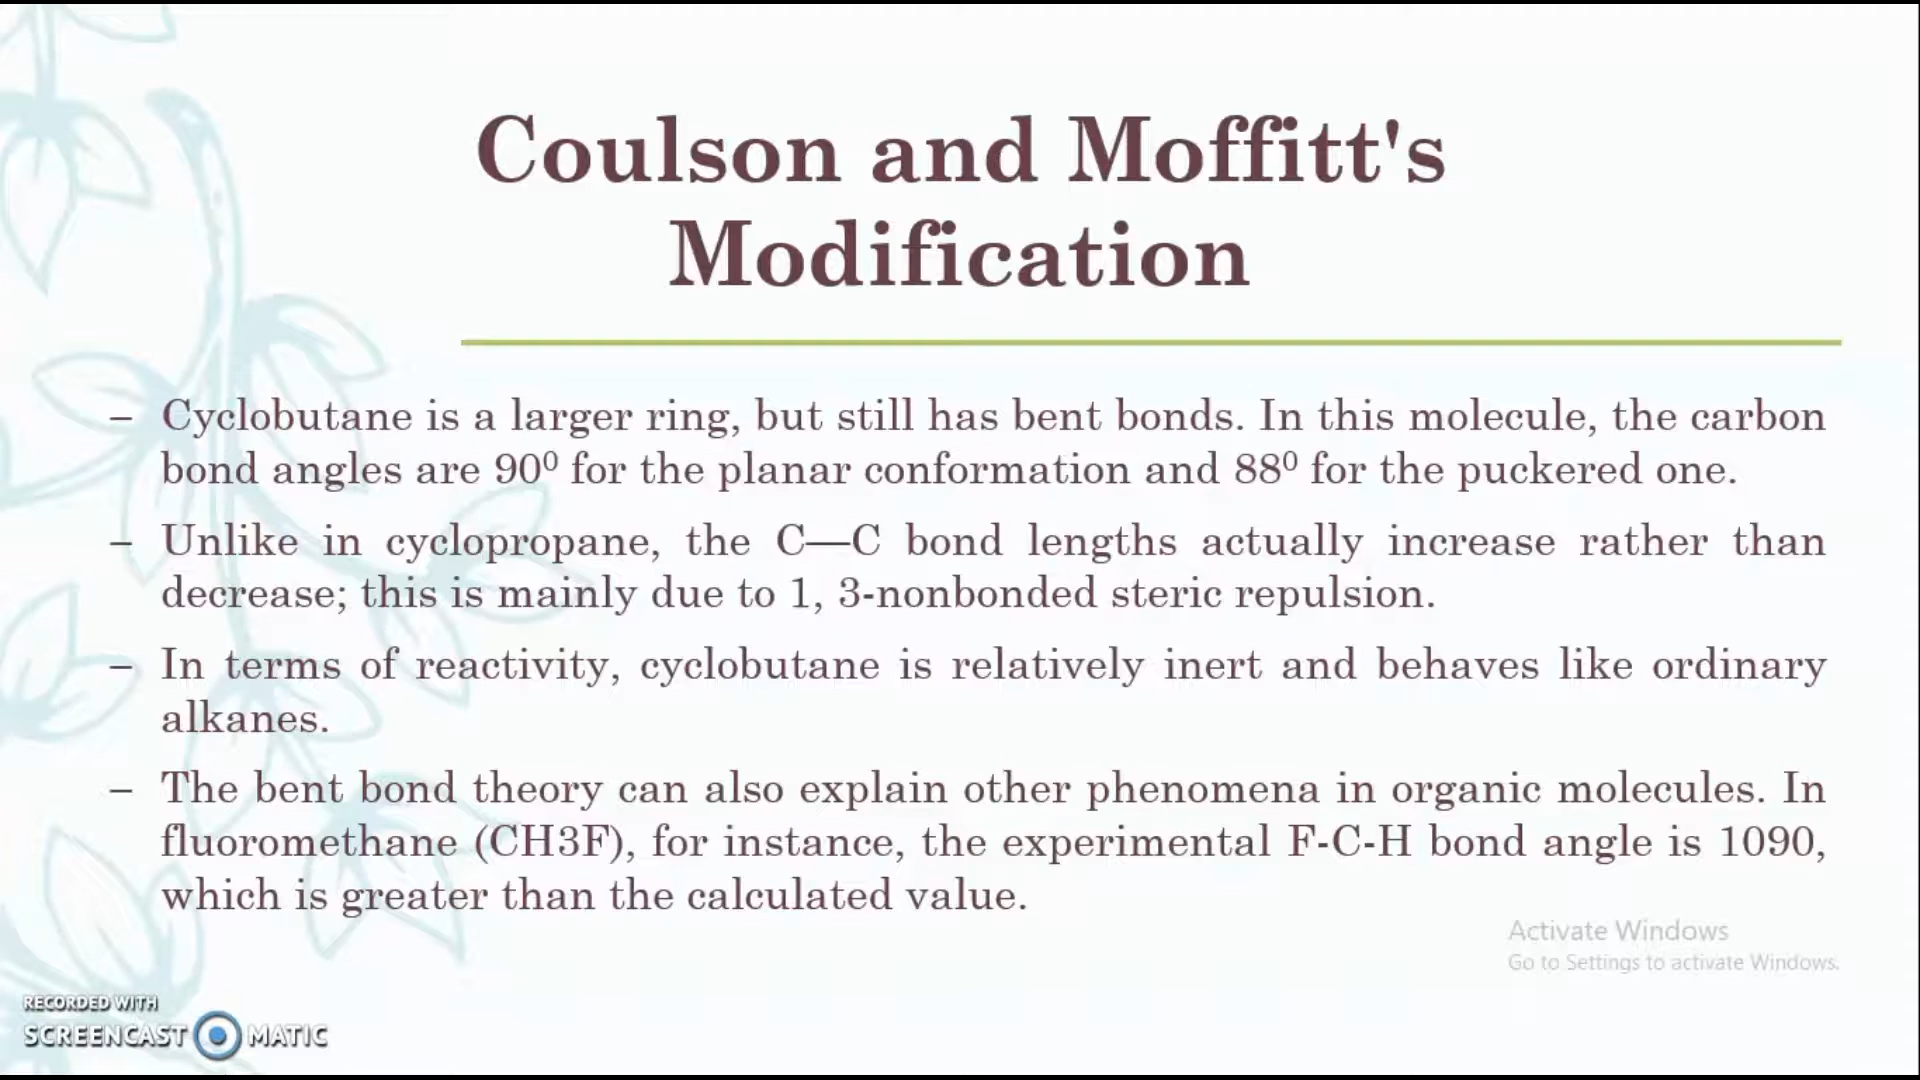 Coulson and Moffitt's
Modification
– Cyclobutane is a larger ring, but still has bent bonds. In this molecule, the carbon
bond angles are 90⁰ for the planar conformation and 88⁰ for the puckered one.
– Unlike in cyclopropane, the C—C bond lengths actually increase rather than
decrease; this is mainly due to 1, 3-nonbonded steric repulsion.
– In terms of reactivity, cyclobutane is relatively inert and behaves like ordinary
alkanes.
– The bent bond theory can also explain other phenomena in organic molecules. In
fluoromethane (CH3F), for instance, the experimental F-C-H bond angle is 1090,
which is greater than the calculated value.
Activate Windows
Go to Settings to activate Windows.
RECORDED WITH
SCREENCAST MATIC